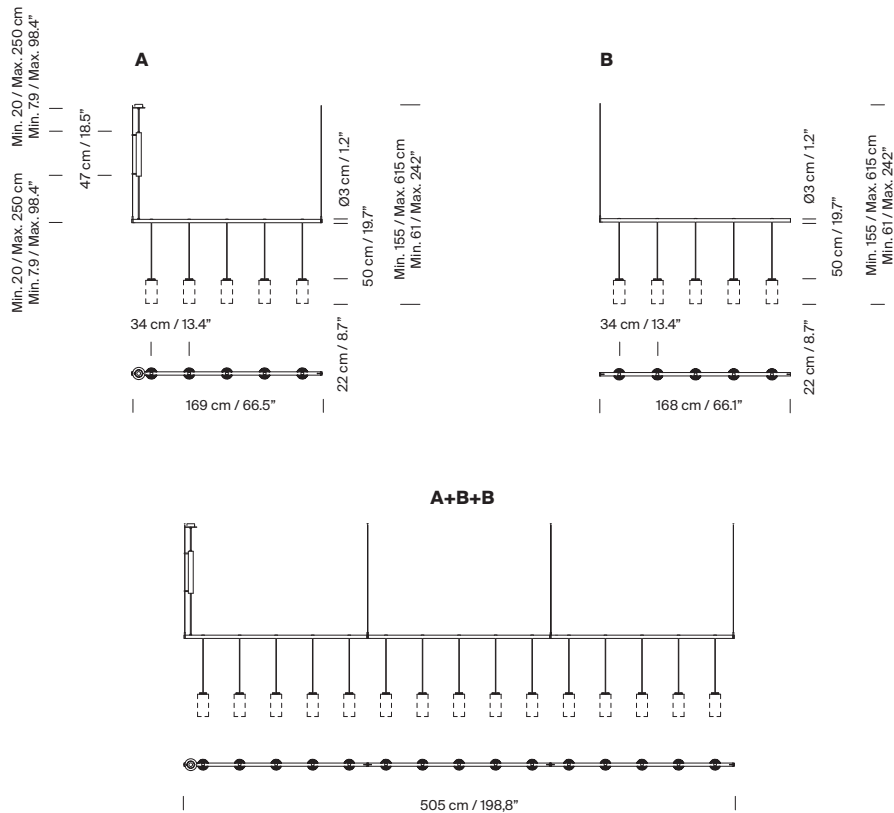 A
Min. 20 / Max. 250 cm
Min. 7.9 / Max. 98.4”
47 cm / 18.5”
Min. 20 / Max. 250 cm
Min. 7.9 / Max. 98.4”
Ø3 cm / 1.2”
50 cm / 19.7”
Min. 155 / Max. 615 cm
Min. 61 / Max. 242”
34 cm / 13.4”
22 cm / 8.7”
169 cm / 66.5”
B
Ø3 cm / 1.2”
50 cm / 19.7”
Min. 155 / Max. 615 cm
Min. 61 / Max. 242”
34 cm / 13.4”
22 cm / 8.7”
168 cm / 66.1”
A+B+B
505 cm / 198,8”